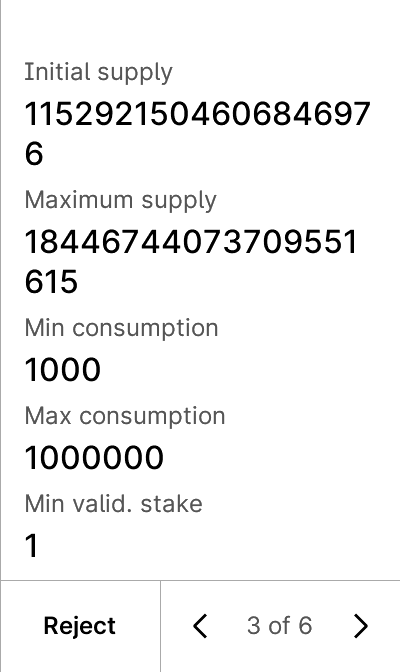 Initial supply
115292150460684697
6
Maximum supply
18446744073709551
615
Min consumption
1000
Max consumption
1000000
Min valid. stake
1
Reject
3 of 6